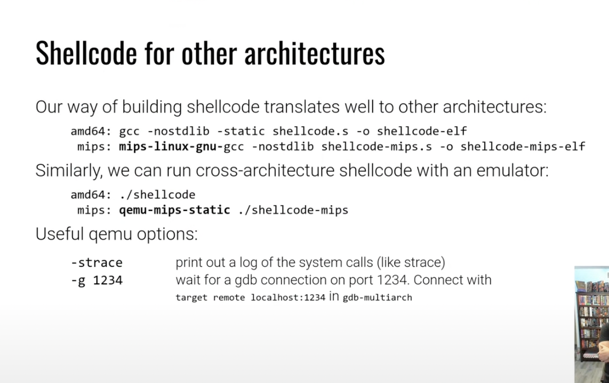 Shellcode for other architectures
Our way of building shellcode translates well to other architectures:
amd64: gcc -nostdlib -static shellcode.s -o shellcode-elf
mips: mips-linux-gnu-gcc -nostdlib shellcode-mips.s -o shellcode-mips-elf
Similarly, we can run cross-architecture shellcode with an emulator:
amd64: ./shellcode
mips: qemu-mips-static ./shellcode-mips
Useful qemu options:
-strace print out a log of the system calls (like strace)
-g 1234 wait for a gdb connection on port 1234. Connect with
target remote localhost:1234 in gdb-multiarch